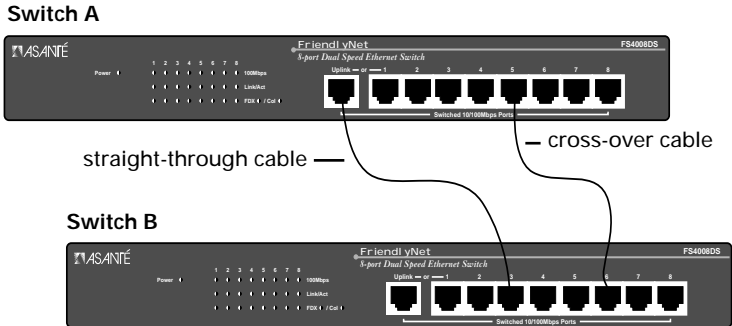 Switch A
ASANTÉ
FriendlyNet
FS4008DS
8-port Dual Speed Ethernet Switch
Power
1 2 3 4 5 6 7 8
100Mbps
Link/Act
FDX / Col
Uplink or 1 2 3 4 5 6 7 8
Switched 10/100Mbps Ports
cross-over cable
straight-through cable
Switch B
ASANTÉ
FriendlyNet
FS4008DS
8-port Dual Speed Ethernet Switch
Power
1 2 3 4 5 6 7 8
100Mbps
Link/Act
FDX / Col
Uplink or 1 2 3 4 5 6 7 8
Switched 10/100Mbps Ports